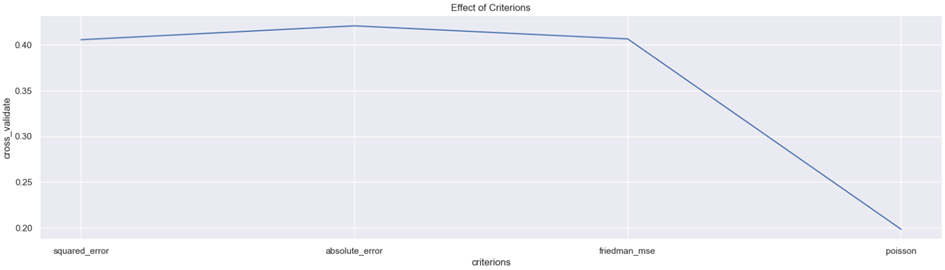 Effect of Criterions
cross_validate
0.40
0.35
0.30
0.25
0.20
squared_error
absolute_error
friedman_mse
poisson
criterions